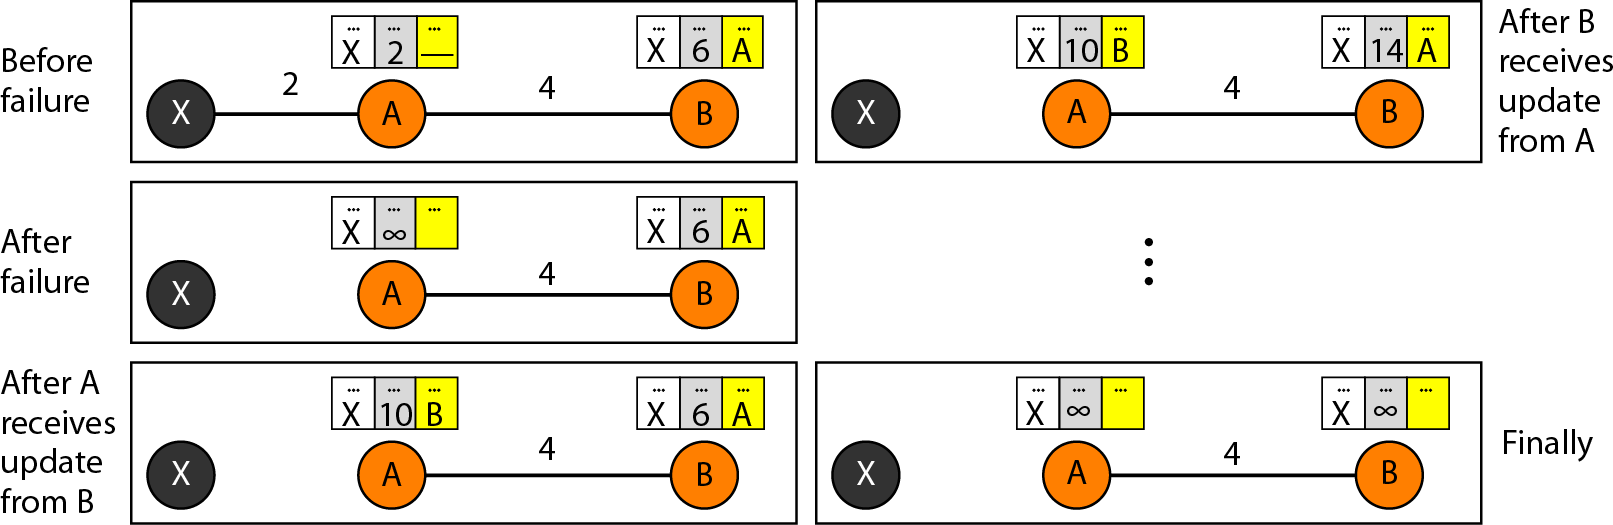 Before
failure
... ... ...
X 2 —
... ... ...
X 6 A
2
4
X
A
B
After
failure
... ... ...
X ∞
... ... ...
X 6 A
4
X
A
B
After A
receives
update
from B
... ... ...
X 10 B
... ... ...
X 6 A
4
X
A
B
... ... ...
X 10 B
... ... ...
X 14 A
4
X
A
B
After B
receives
update
from A
... ... ...
X ∞
... ... ...
X ∞
4
X
A
B
Finally